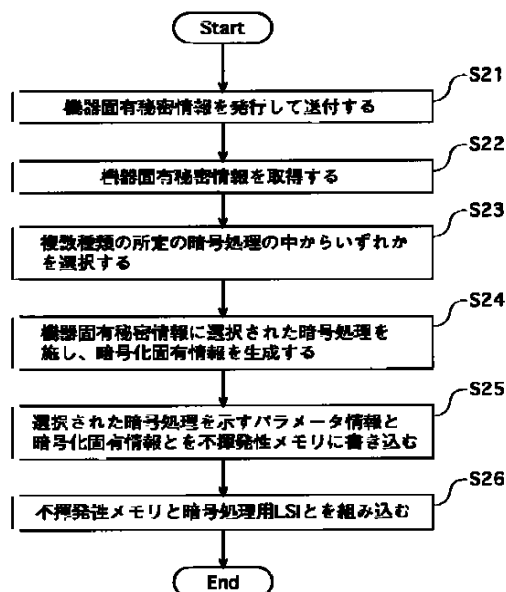 Start
S21
機器固有秘密情報を発行して送付する
S22
機器固有秘密情報を取得する
S23
複数種類の所定の暗号処理の中からいずれか
を選択する
S24
機器固有秘密情報に選択された暗号処理を
施し、暗号化固有情報を生成する
S25
選択された暗号処理を示すパラメータ情報と
暗号化固有情報とを不揮発性メモリに書き込む
S26
不揮発性メモリと暗号処理用LSIとを組み込む
End